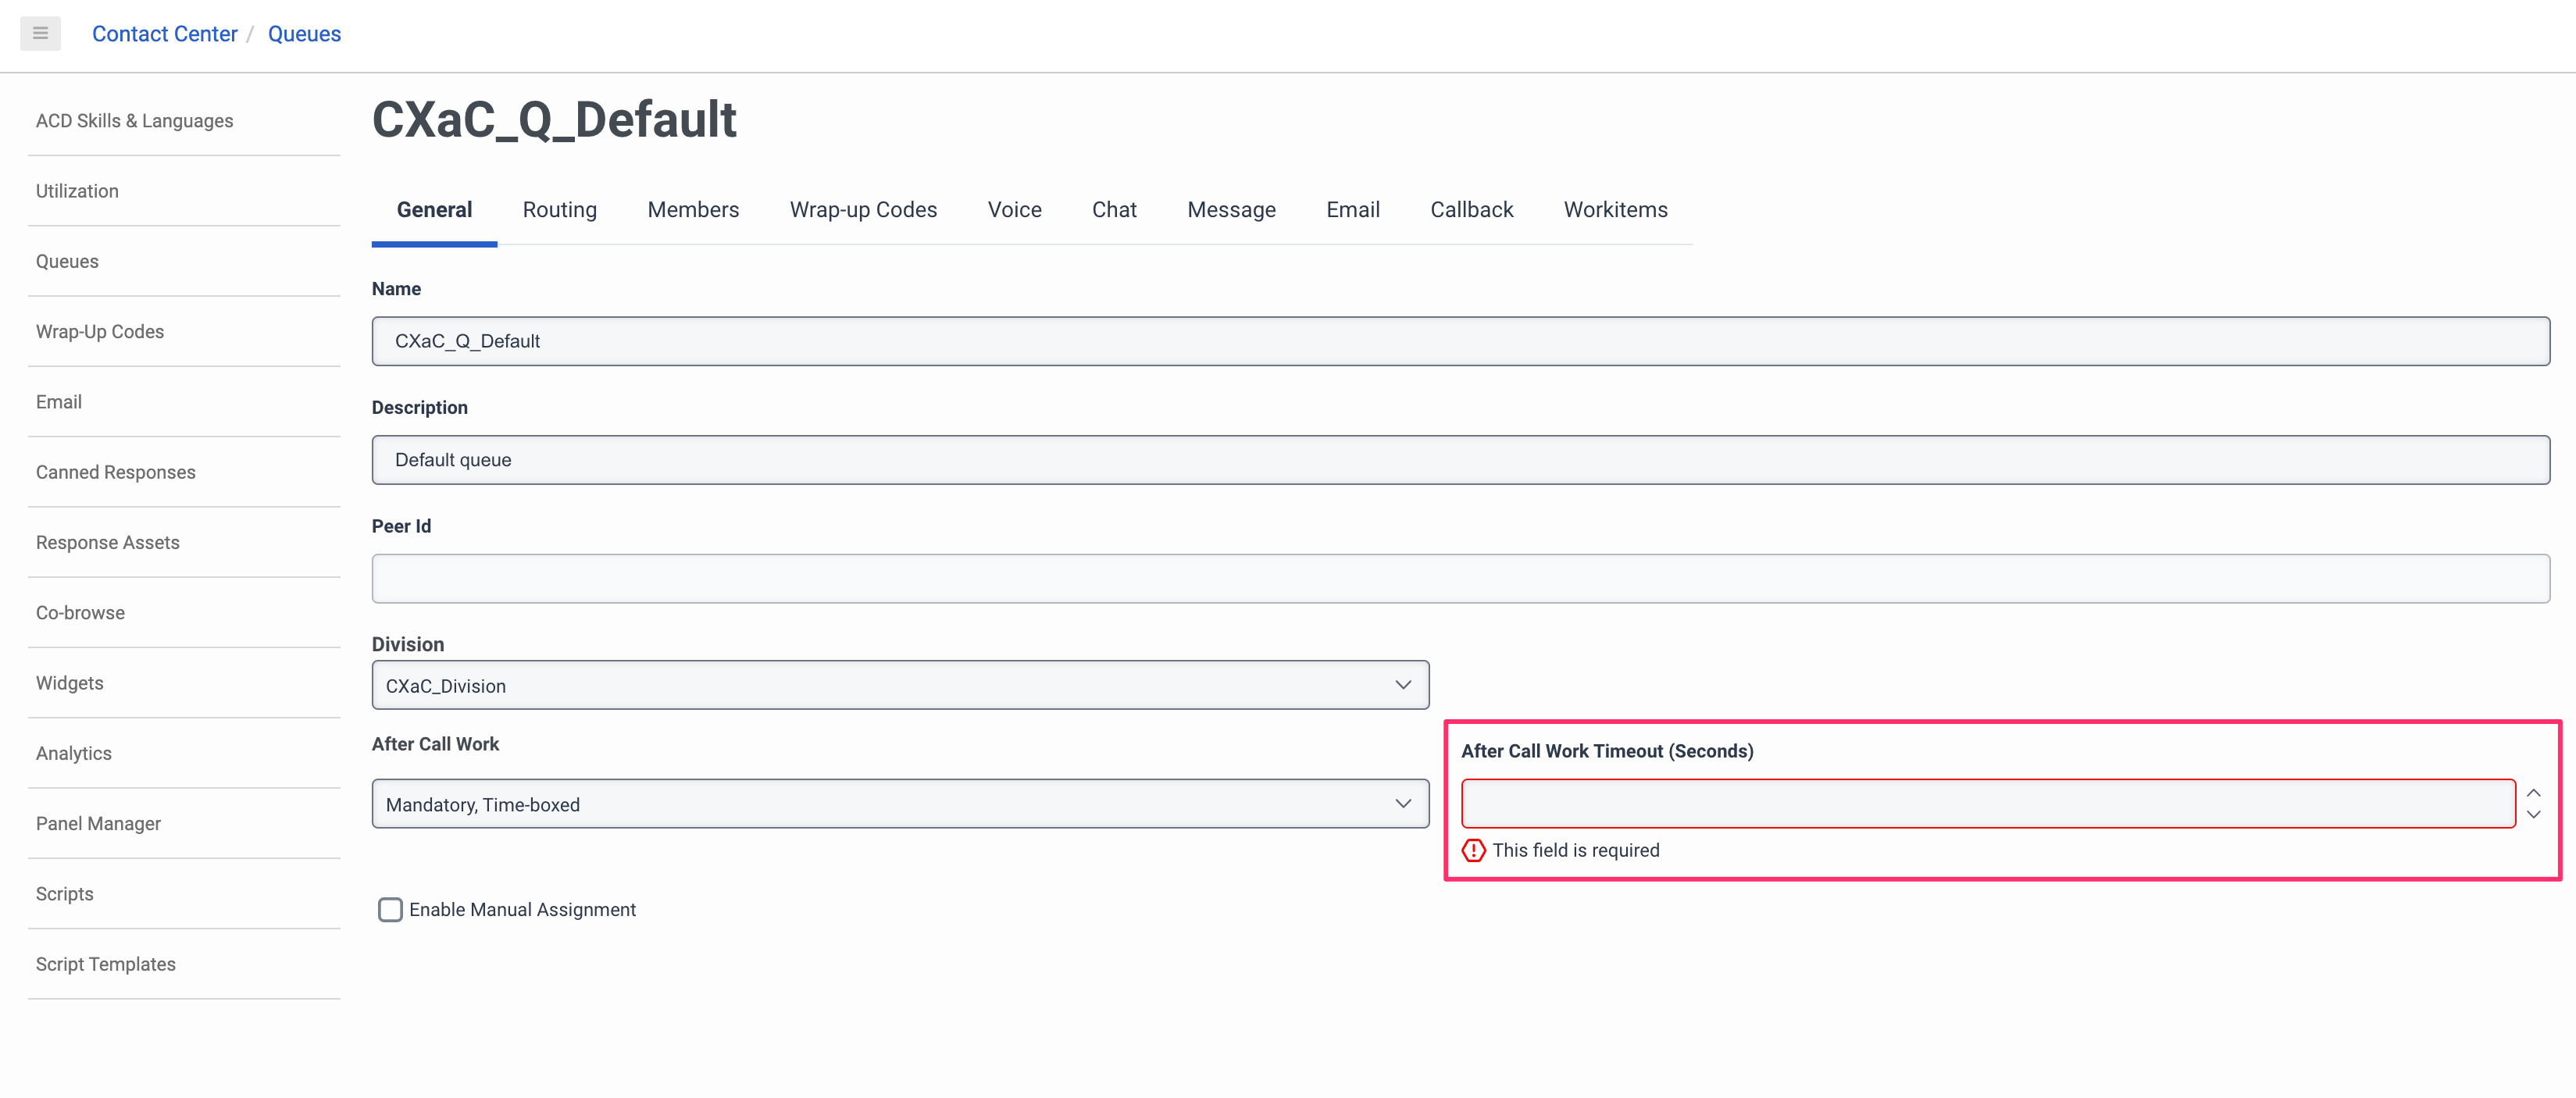 Contact Center / Queues
ACD Skills & Languages
Utilization
Queues
Wrap-Up Codes
Email
Canned Responses
Response Assets
Co-browse
Widgets
Analytics
Panel Manager
Scripts
Script Templates
CXaC_Q_Default
General Routing Members Wrap-up Codes Voice Chat Message Email Callback Workitems
Name
CXaC_Q_Default
Description
Default queue
Peer Id
Division
CXaC_Division
After Call Work
Mandatory, Time-boxed
After Call Work Timeout (Seconds)
This field is required
Enable Manual Assignment